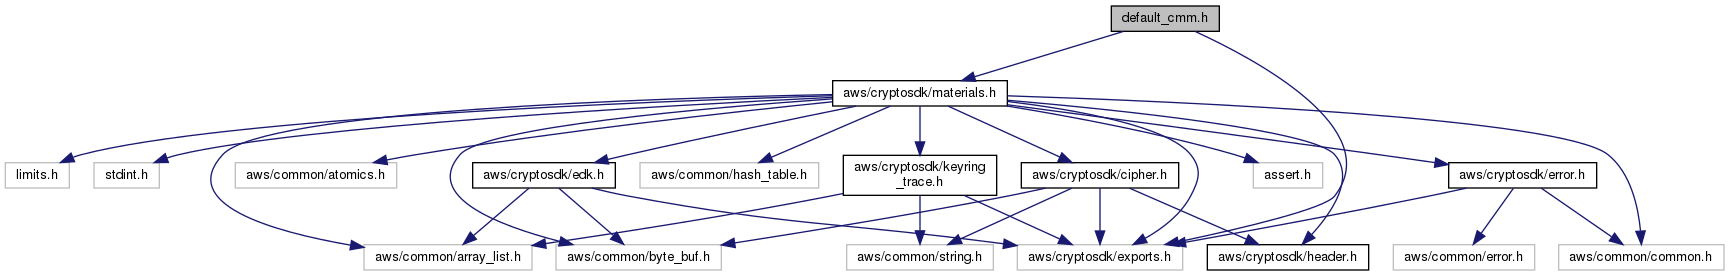 default_cmm.h
aws/cryptosdk/materials.h
limits.h
stdint.h
aws/common/atomics.h
aws/cryptosdk/edk.h
aws/common/hash_table.h
aws/cryptosdk/keyring
_trace.h
aws/cryptosdk/cipher.h
assert.h
aws/cryptosdk/error.h
aws/common/array_list.h
aws/common/byte_buf.h
aws/common/string.h
aws/cryptosdk/exports.h
aws/cryptosdk/header.h
aws/common/error.h
aws/common/common.h